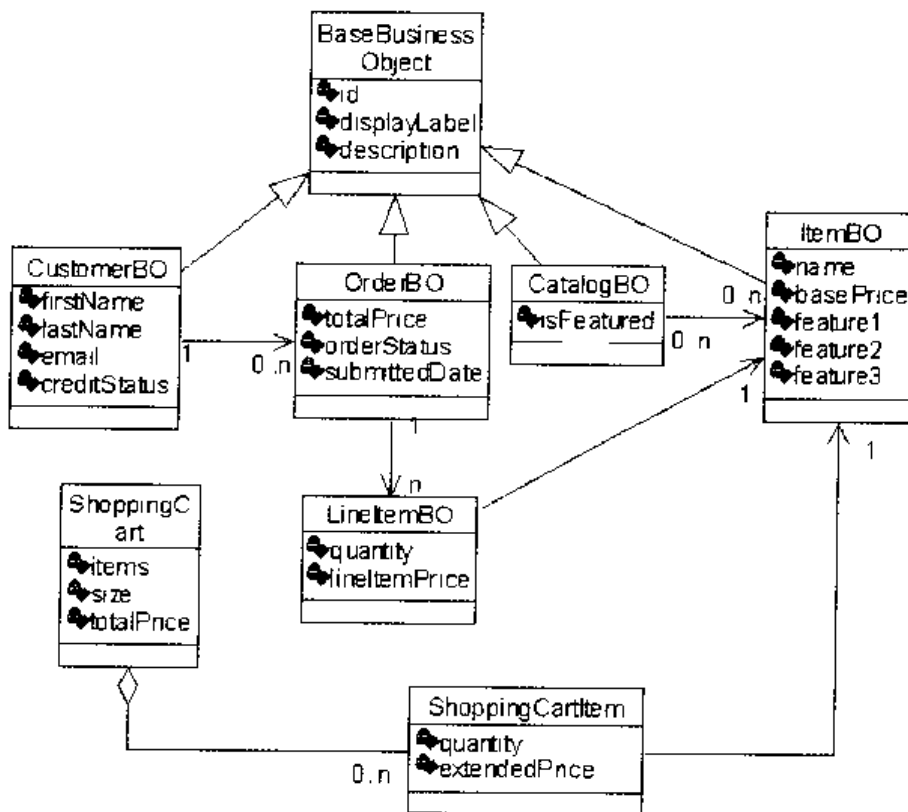 BaseBusiness
Object
id
displayLabel
description
CustomerBO
firstName
lastName
email
creditStatus
1
0..n
OrderBO
totalPrice
orderStatus
submittedDate
1
n
CatalogBO
isFeatured
0..n
0..n
ItemBO
name
basePrice
feature1
feature2
feature3
1
1
ShoppingC
art
items
size
totalPrice
LineItemBO
quantity
lineItemPrice
ShoppingCartItem
quantity
extendedPrice
0..n